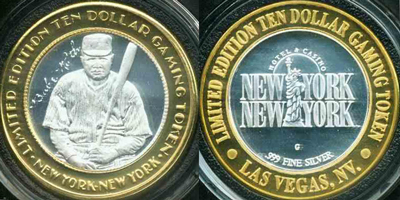 LIMITED EDITION TEN DOLLAR GAMING TOKEN
• NEW YORK-NEW YORK •
LIMITED EDITION TEN DOLLAR GAMING TOKEN
HOTEL & CASINO
NEW YORK
NEW YORK
G
.999 FINE SILVER
• LAS VEGAS, NV. •